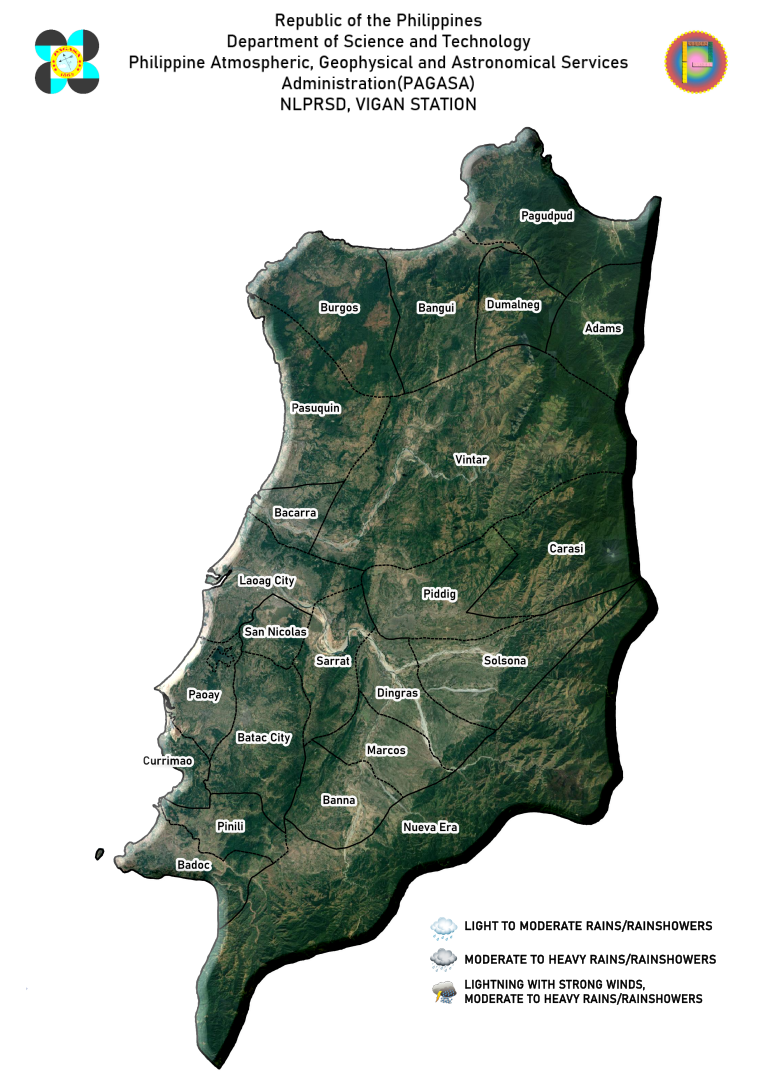 Republic of the Philippines
Department of Science and Technology
Philippine Atmospheric, Geophysical and Astronomical Services
Administration(PAGASA)
NLPRSD, VIGAN STATION
Pagudpud
Burgos
Bangui
Dumalneg
Adams
Pasuquin
Vintar
Bacarra
Carasi
Laoag City
Piddig
San Nicolas
Sarrat
Solsona
Paoay
Dingras
Batac City
Marcos
Currimao
Banna
Pinili
Nueva Era
Badoc
LIGHT TO MODERATE RAINS/RAINSHOWERS
MODERATE TO HEAVY RAINS/RAINSHOWERS
LIGHTNING WITH STRONG WINDS,
MODERATE TO HEAVY RAINS/RAINSHOWERS